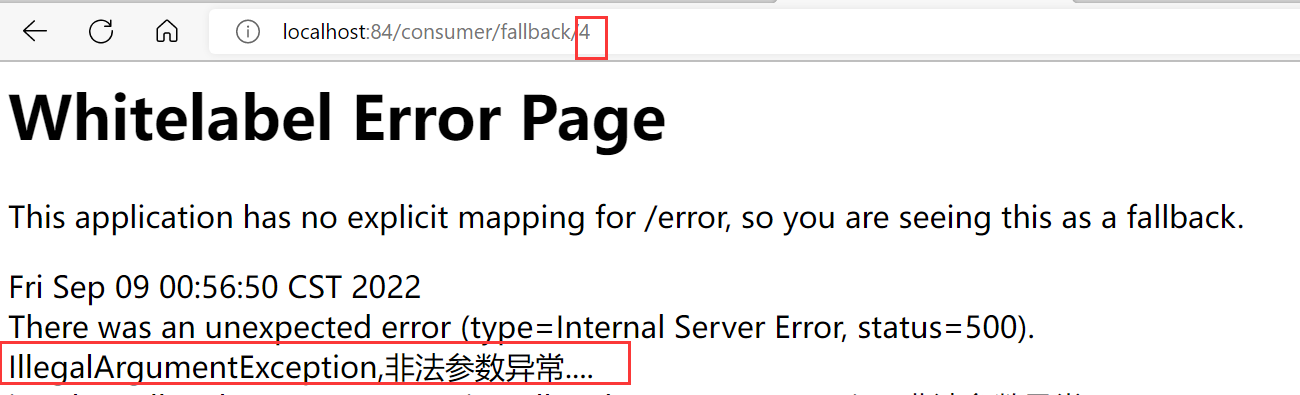 localhost:84/consumer/fallback/4
Whitelabel Error Page
This application has no explicit mapping for /error, so you are seeing this as a fallback.
Fri Sep 09 00:56:50 CST 2022
There was an unexpected error (type=Internal Server Error, status=500).
IllegalArgumentException,非法参数异常....